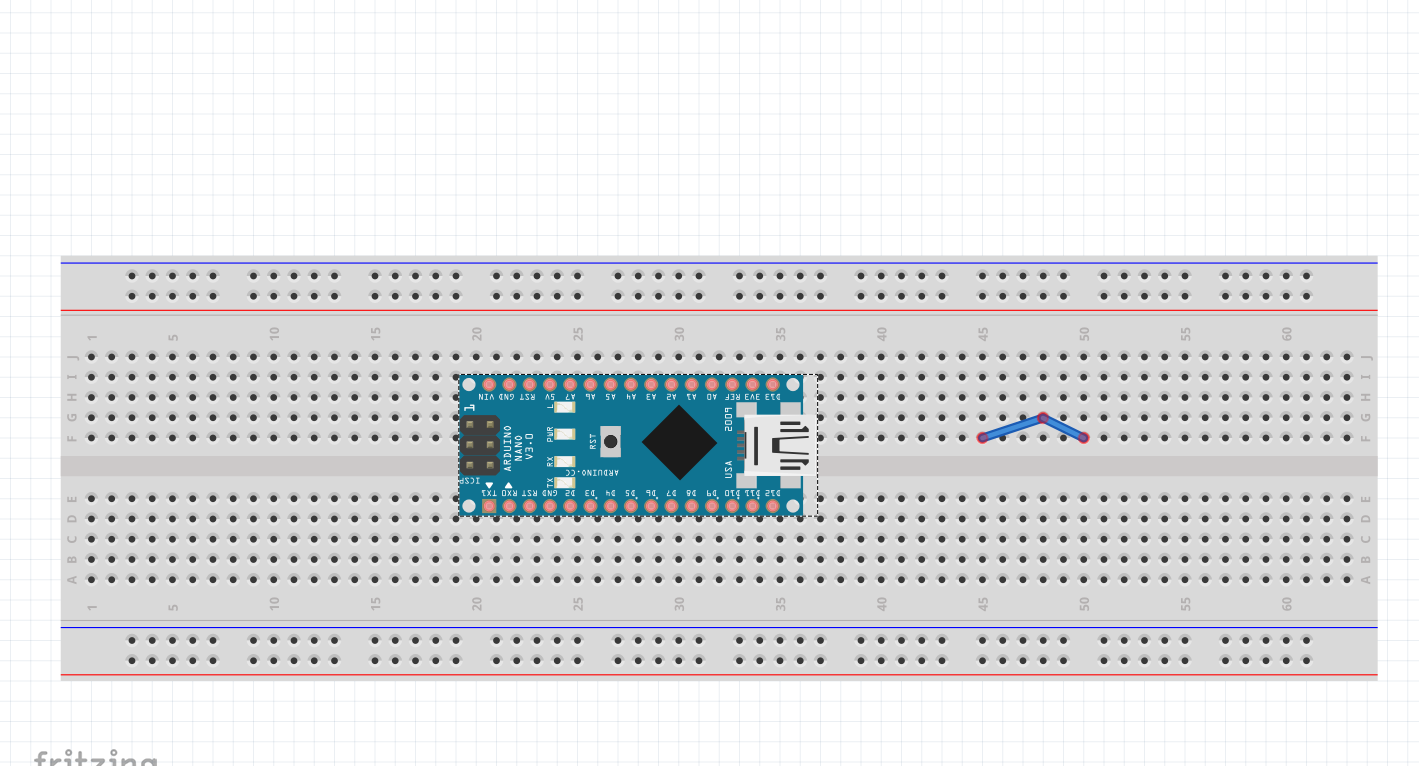 1 5 10 15 20 25 30 35 40 45 50 55 60
J J
I I
H H
G G
F F
VIN GND RST 5V A7 A6 A5 A4 A3 A2 A1 A0 REF 3V3 D13
1
L
PWR
RX
TX
RST
ARDUINO
NANO
V3.0
ICSP
ARDUINO.CC
2009
USA
TX1 RX0 RST GND D2 D3 D4 D5 D6 D7 D8 D9 D10 D11 D12
E E
D D
C C
B B
A A
1 5 10 15 20 25 30 35 40 45 50 55 60
fritzing